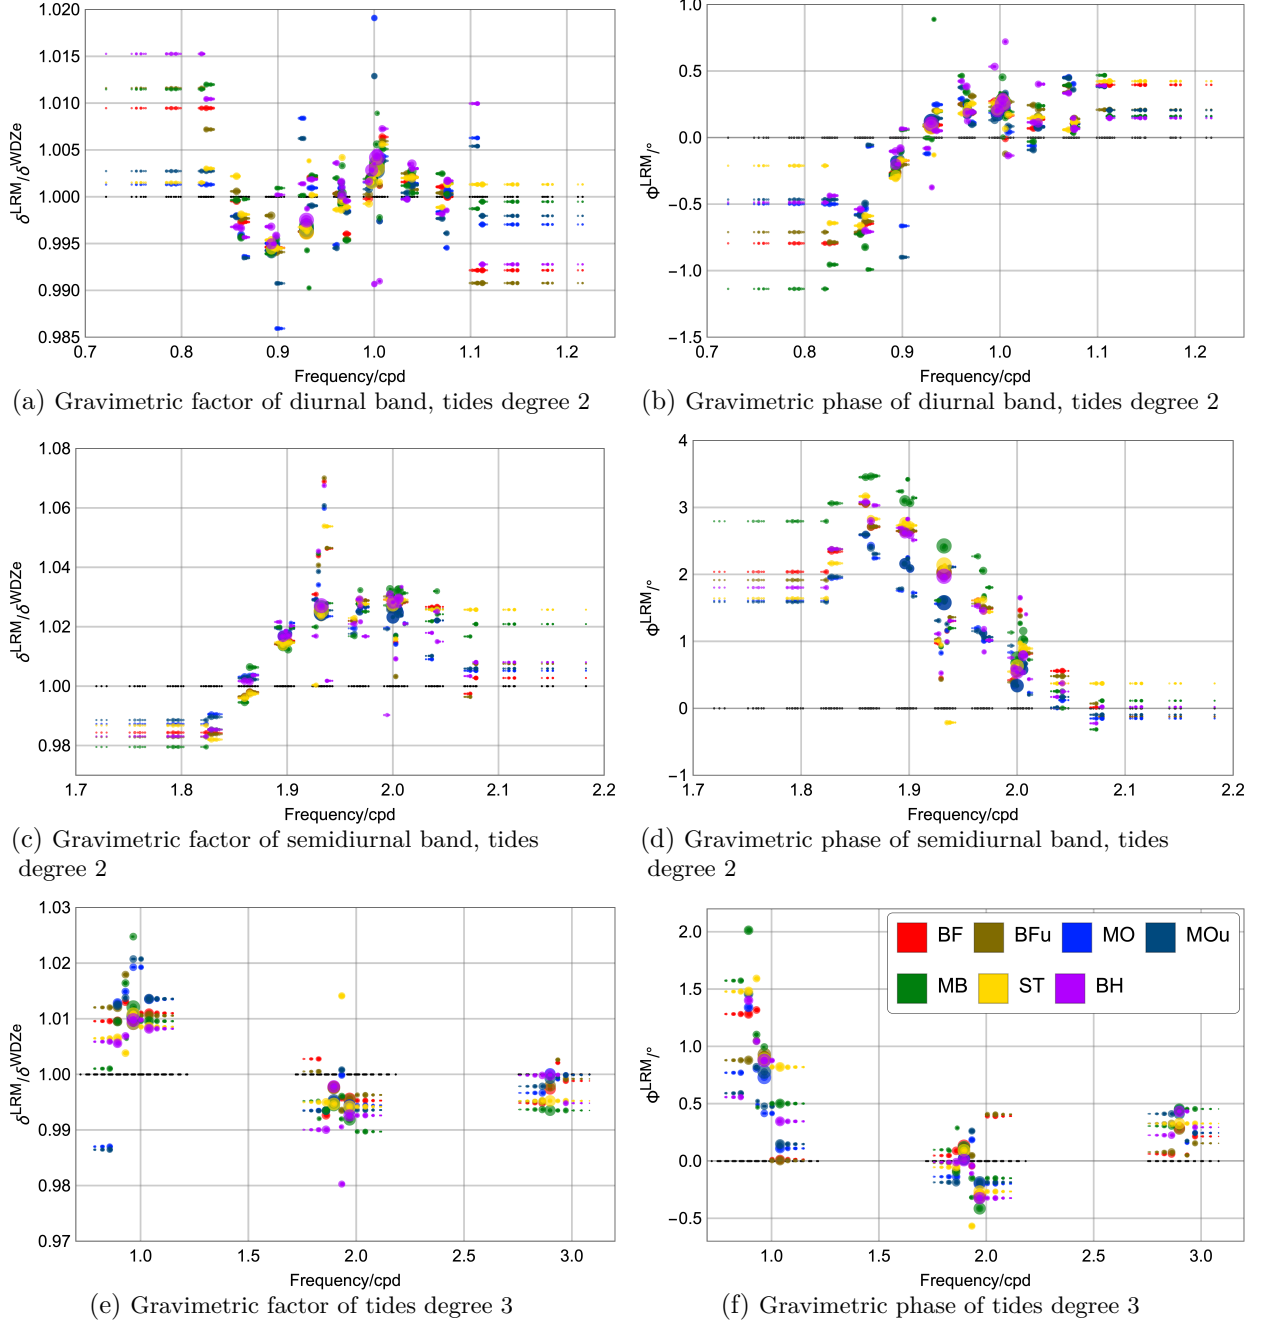 1.020
1.015
1.010
1.005
1.000
0.995
0.990
0.985
0.7 0.8 0.9 1.0 1.1 1.2
δLRM/δWDZe
Frequency/cpd
(a) Gravimetric factor of diurnal band, tides degree 2
1.0
0.5
0.0
−0.5
−1.0
−1.5
0.7 0.8 0.9 1.0 1.1 1.2
ΦLRM/°
Frequency/cpd
(b) Gravimetric phase of diurnal band, tides degree 2
1.08
1.06
1.04
1.02
1.00
0.98
1.7 1.8 1.9 2.0 2.1 2.2
δLRM/δWDZe
Frequency/cpd
(c) Gravimetric factor of semidiurnal band, tides
degree 2
4
3
2
1
0
−1
1.7 1.8 1.9 2.0 2.1 2.2
ΦLRM/°
Frequency/cpd
(d) Gravimetric phase of semidiurnal band, tides
degree 2
1.03
1.02
1.01
1.00
0.99
0.98
0.97
1.0 1.5 2.0 2.5 3.0
δLRM/δWDZe
Frequency/cpd
(e) Gravimetric factor of tides degree 3
2.0
1.5
1.0
0.5
0.0
−0.5
1.0 1.5 2.0 2.5 3.0
ΦLRM/°
BF BFu MO MOu
MB ST BH
Frequency/cpd
(f) Gravimetric phase of tides degree 3